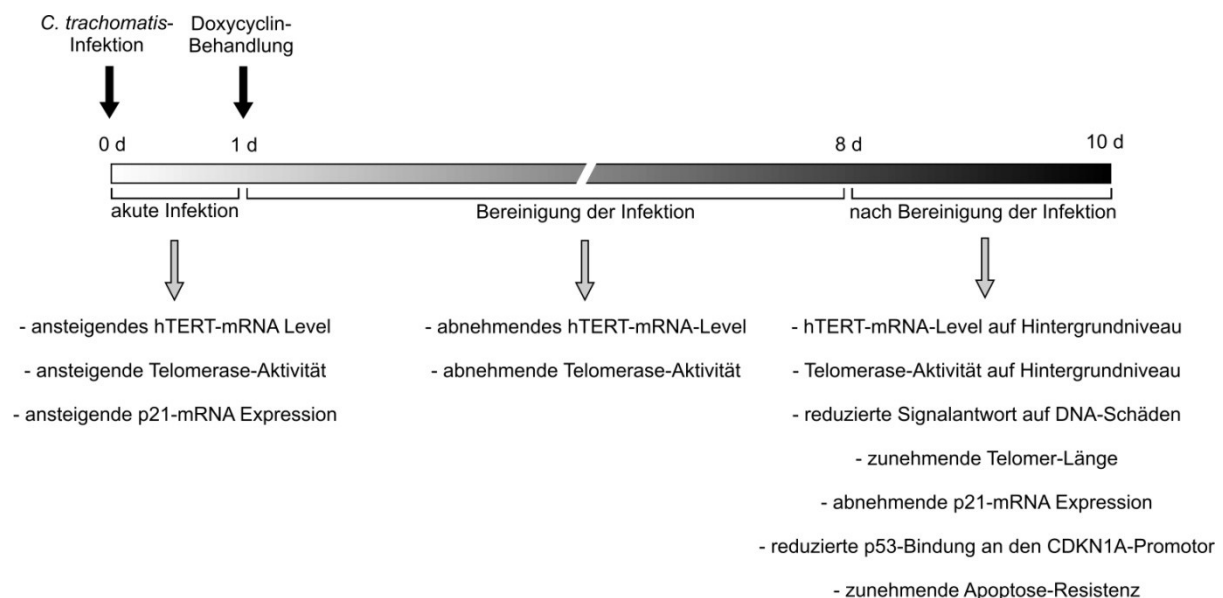 C. trachomatis-
Infektion
Doxycyclin-
Behandlung
0 d
1 d
8 d
10 d
akute Infektion
Bereinigung der Infektion
nach Bereinigung der Infektion
- ansteigendes hTERT-mRNA Level
- ansteigende Telomerase-Aktivität
- ansteigende p21-mRNA Expression
- abnehmendes hTERT-mRNA-Level
- abnehmende Telomerase-Aktivität
- hTERT-mRNA-Level auf Hintergrundniveau
- Telomerase-Aktivität auf Hintergrundniveau
- reduzierte Signalantwort auf DNA-Schäden
- zunehmende Telomer-Länge
- abnehmende p21-mRNA Expression
- reduzierte p53-Bindung an den CDKN1A-Promotor
- zunehmende Apoptose-Resistenz